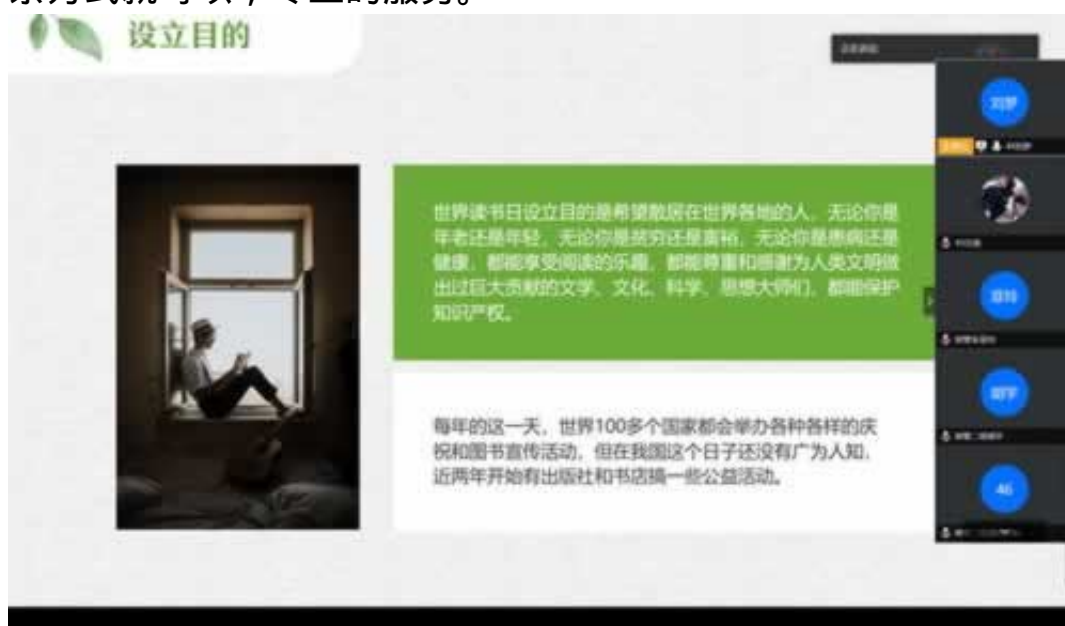 设立目的
世界读书日设立目的是希望散居在世界各地的人，无论你是
年老还是年轻，无论你是贫穷还是富裕，无论你是患病还是
健康，都能享受阅读的乐趣，都能尊重和感谢为人类文明做
出过巨大贡献的文学、文化、科学、思想大师们，都能保护
知识产权。
每年的这一天，世界100多个国家都会举办各种各样的庆
祝和图书宣传活动，但在我国这个日子还没有广为人知，
近两年开始有出版社和书店搞一些公益活动。
46